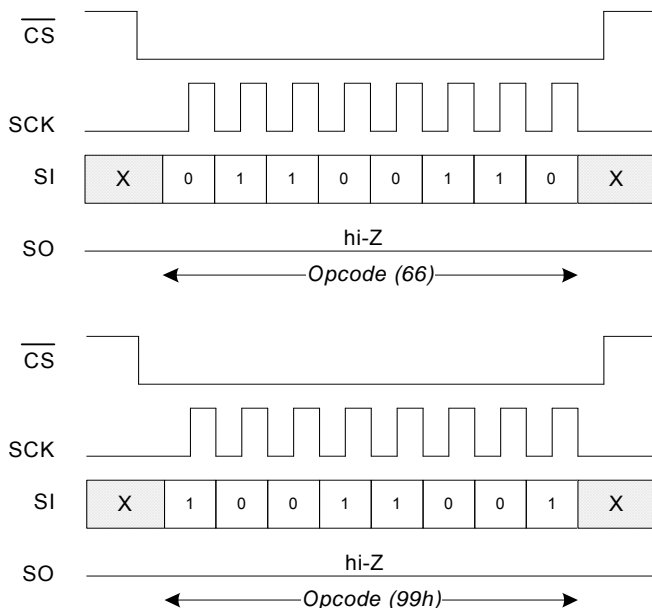 CS
SCK
SI X 0 1 1 0 0 1 1 0 X
SO hi-Z
Opcode (66)
CS
SCK
SI X 1 0 0 1 1 0 0 1 X
SO hi-Z
Opcode (99h)